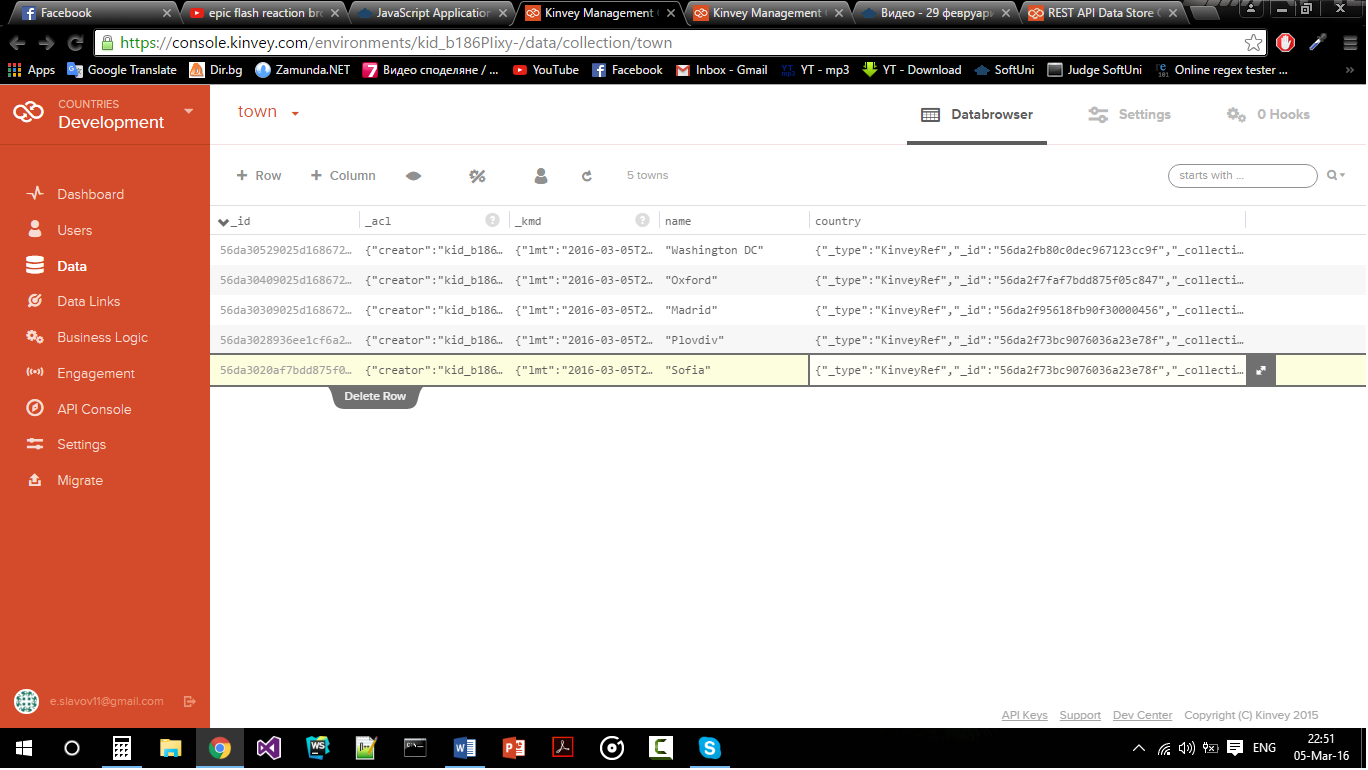 Facebook
epic flash reaction bro
JavaScript Application
Kinvey Management
Kinvey Management
Видео - 29 февруари
REST API Data Store
https://console.kinvey.com/environments/kid_b186PIixy-/data/collection/town
Apps Google Translate Dir.bg Zamunda.NET Видео споделяне / ... YouTube Facebook Inbox - Gmail YT - mp3 YT - Download SoftUni Judge SoftUni Online regex tester ... »
COUNTRIES
Development
town
Databrowser Settings 0 Hooks
+ Row + Column 5 towns starts with ...
Dashboard
Users
Data
Data Links
Business Logic
Engagement
API Console
Settings
Migrate
_id _acl ? _kmd ? name country
56da30529025d168672... {"creator":"kid_b186... {"lmt":"2016-03-05T2... "Washington DC" {"_type":"KinveyRef","_id":"56da2fb80c0dec967123cc9f","_collecti...
56da30409025d168672... {"creator":"kid_b186... {"lmt":"2016-03-05T2... "Oxford" {"_type":"KinveyRef","_id":"56da2f7faf7bdd875f05c847","_collecti...
56da30309025d168672... {"creator":"kid_b186... {"lmt":"2016-03-05T2... "Madrid" {"_type":"KinveyRef","_id":"56da2f95618fb90f30000456","_collecti...
56da3028936ee1cf6a2... {"creator":"kid_b186... {"lmt":"2016-03-05T2... "Plovdiv" {"_type":"KinveyRef","_id":"56da2f73bc9076036a23e78f","_collecti...
56da3020af7bdd875f0... {"creator":"kid_b186... {"lmt":"2016-03-05T2... "Sofia" {"_type":"KinveyRef","_id":"56da2f73bc9076036a23e78f","_collecti...
Delete Row
e.slavov11@gmail.com
API Keys Support Dev Center Copyright (C) Kinvey 2015
ENG
22:51
05-Mar-16